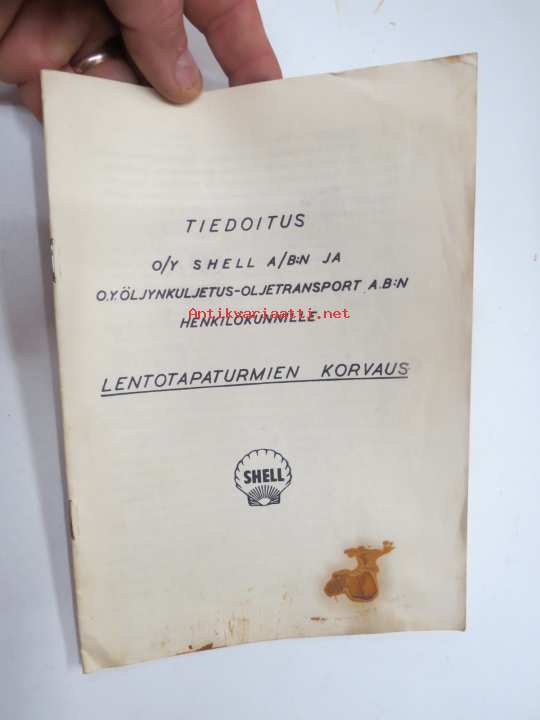 TIEDOITUS
O/Y SHELL A/B:N JA
O.Y. ÖLJYNKULJETUS-OLJETRANSPORT A.B:N
Antikvariaatti.net
HENKILÖKUNNILLE
LENTOTAPATURMIEN KORVAUS
SHELL